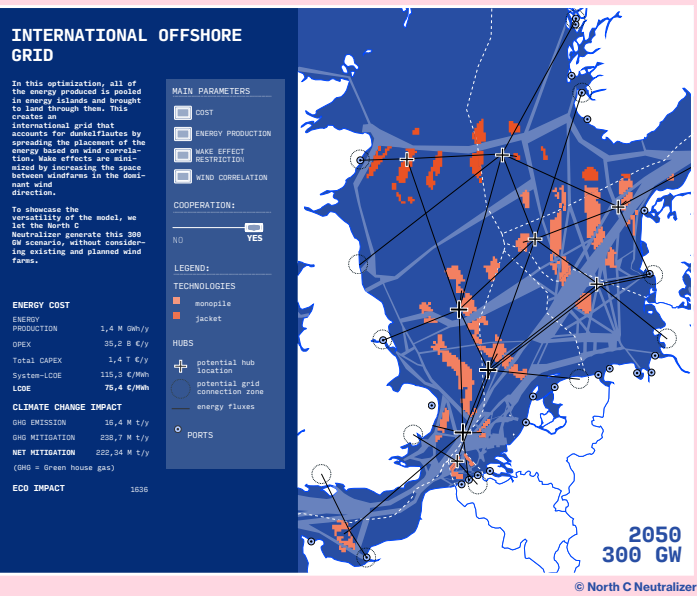 INTERNATIONAL OFFSHORE
GRID
In this optimization, all of
the energy produced is pooled
in energy islands and brought
to land through them. This
creates an
international grid that
accounts for dunkelflautes by
spreading the placement of the
energy based on wind correla-
tion. Wake effects are mini-
mized by increasing the space
between windfarms in the domi-
nant wind
direction.
To showcase the
versatility of the model, we
let the North C
Neutralizer generate this 300
GW scenario, without consider-
ing existing and planned wind
farms.
ENERGY COST
ENERGY
PRODUCTION 1,4 M GWh/y
OPEX 35,2 B €/y
Total CAPEX 1,4 T €/y
System-LCOE 115,3 €/MWh
LCOE 75,4 €/MWh
CLIMATE CHANGE IMPACT
GHG EMISSION 16,4 M t/y
GHG MITIGATION 238,7 M t/y
NET MITIGATION 222,34 M t/y
(GHG = Green house gas)
ECO IMPACT 1636
MAIN PARAMETERS
COST
ENERGY PRODUCTION
WAKE EFFECT
RESTRICTION
WIND CORRELATION
COOPERATION:
NO YES
LEGEND:
TECHNOLOGIES
monopile
jacket
HUBS
potential hub
location
potential grid
connection zone
energy fluxes
PORTS
2050
300 GW
© North C Neutralizer